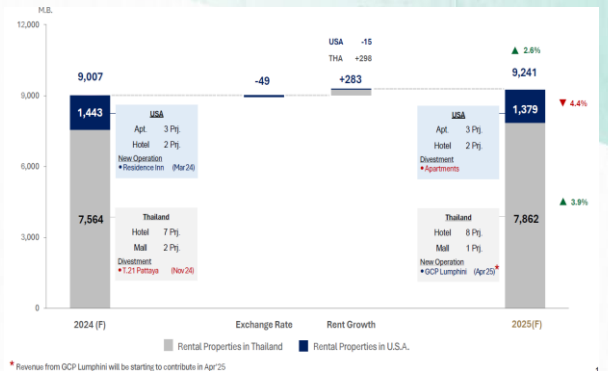 M.B.
12,000
9,000
6,000
3,000
0
9,007
1,443
7,564
USA
Apt. 3 Prj.
Hotel 2 Prj.
New Operation
• Residence Inn (Mar24)
Thailand
Hotel 7 Prj.
Mall 2 Prj.
Divestment
• T.21 Pattaya (Nov24)
-49
USA -15
THA +298
+283
USA
Apt. 3 Prj.
Hotel 2 Prj.
Divestment
• Apartments
Thailand
Hotel 8 Prj.
Mall 1 Prj.
New Operation
• GCP Lumphini (Apr25)*
▲ 2.6%
9,241
1,379
7,862
▼ 4.4%
▲ 3.9%
2024 (F)
Exchange Rate
Rent Growth
2025(F)
Rental Properties in Thailand
Rental Properties in U.S.A.
* Revenue from GCP Lumphini will be starting to contribute in Apr'25